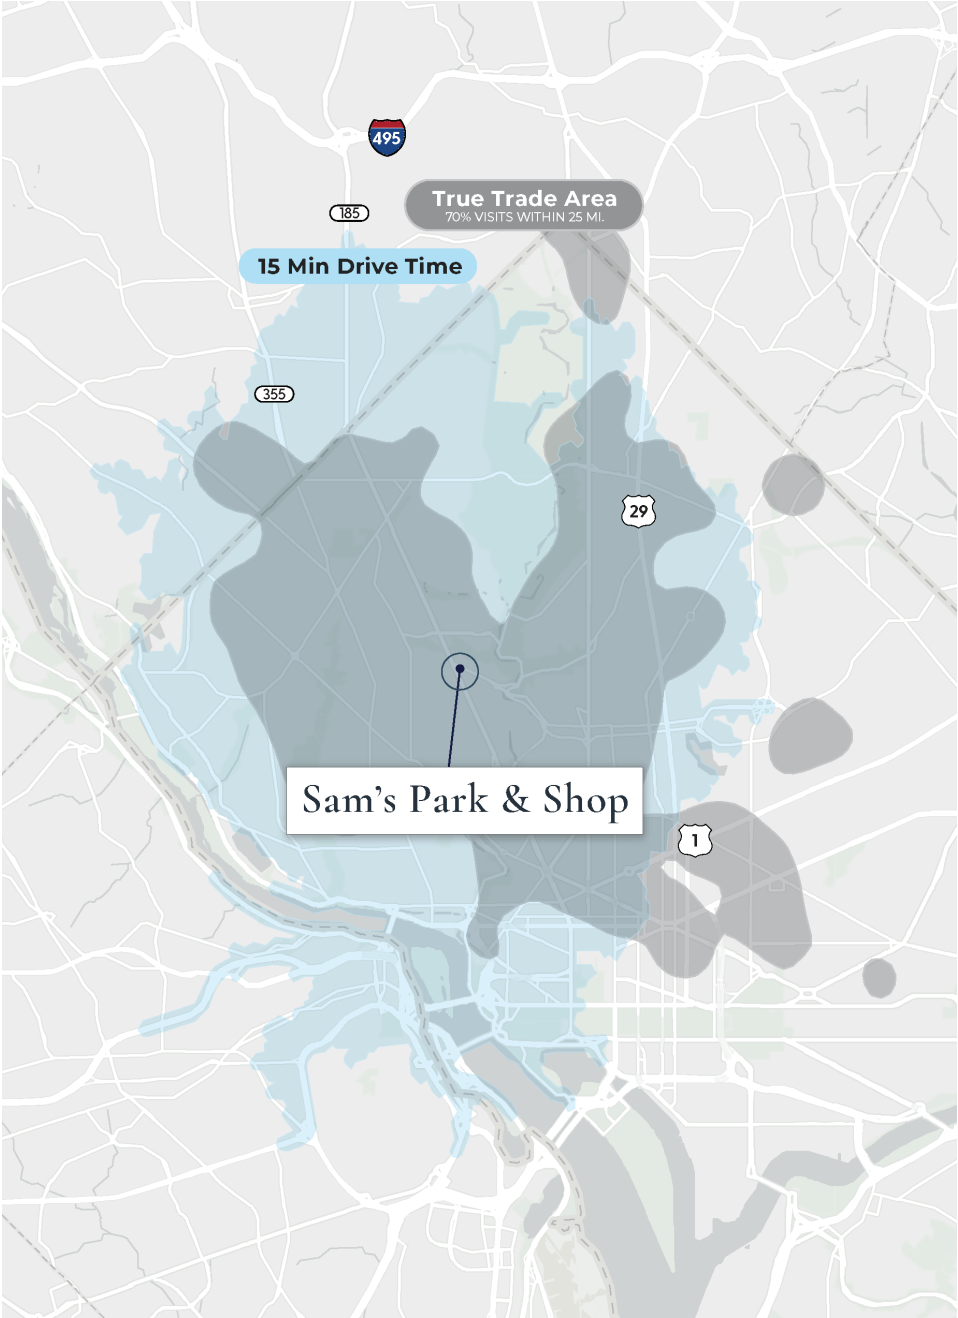 495
185
True Trade Area
70% VISITS WITHIN 25 MI.
15 Min Drive Time
355
29
Sam’s Park & Shop
1